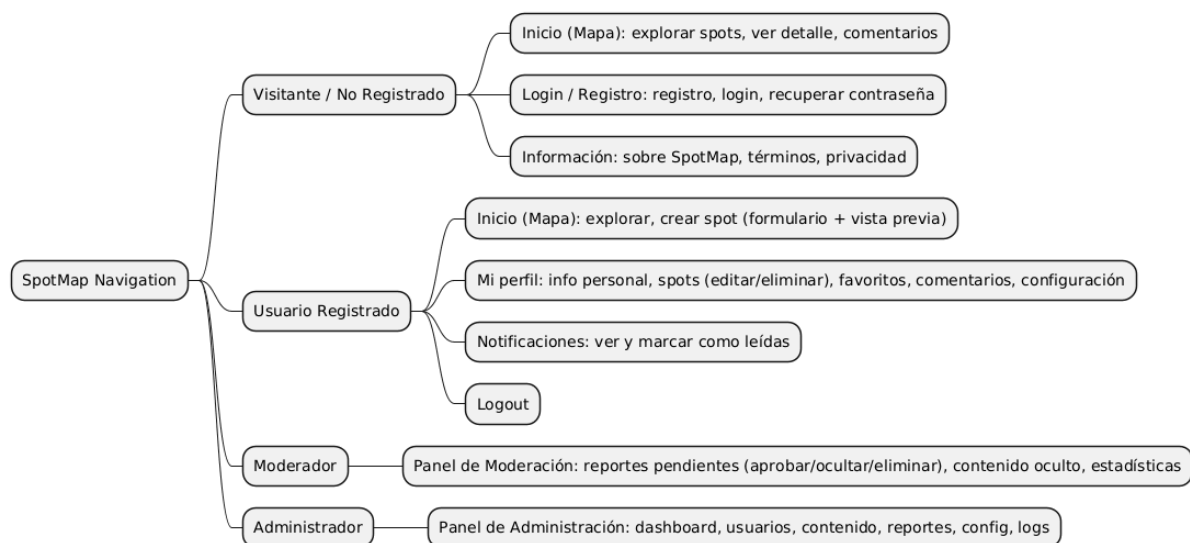 SpotMap Navigation
Visitante / No Registrado
Inicio (Mapa): explorar spots, ver detalle, comentarios
Login / Registro: registro, login, recuperar contraseña
Información: sobre SpotMap, términos, privacidad
Usuario Registrado
Inicio (Mapa): explorar, crear spot (formulario + vista previa)
Mi perfil: info personal, spots (editar/eliminar), favoritos, comentarios, configuración
Notificaciones: ver y marcar como leídas
Logout
Moderador
Panel de Moderación: reportes pendientes (aprobar/ocultar/eliminar), contenido oculto, estadísticas
Administrador
Panel de Administración: dashboard, usuarios, contenido, reportes, config, logs